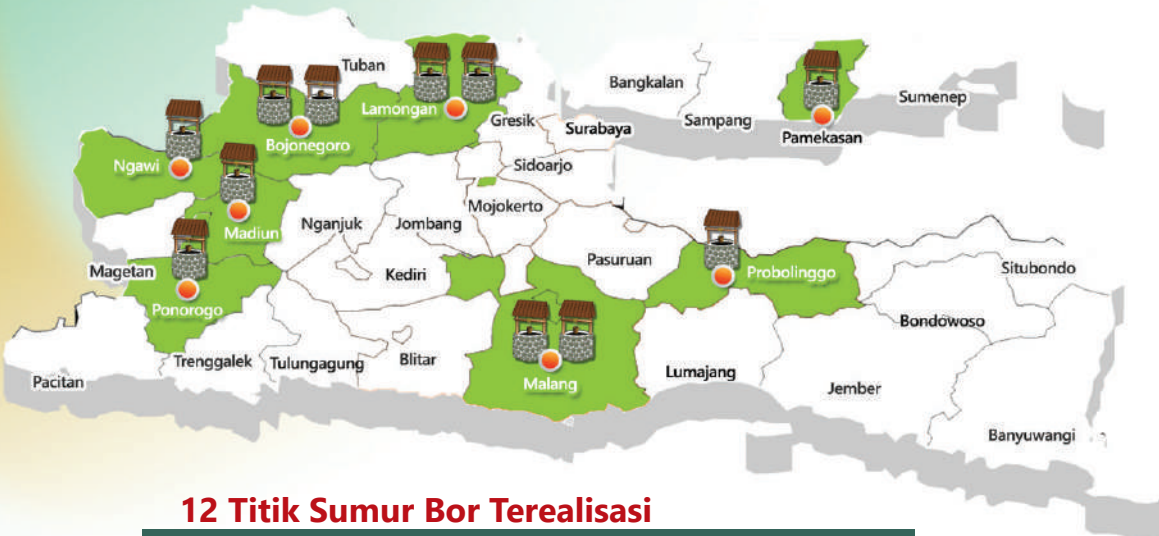 Tuban
Lamongan
Bangkalan
Sumenep
Sampang
Pamekasan
Gresik
Surabaya
Bojonegoro
Ngawi
Sidoarjo
Mojokerto
Madiun
Nganjuk
Jombang
Magetan
Kediri
Pasuruan
Probolinggo
Situbondo
Ponorogo
Bondowoso
Trenggalek
Tulungagung
Blitar
Malang
Lumajang
Jember
Pacitan
Banyuwangi
12 Titik Sumur Bor Terealisasi